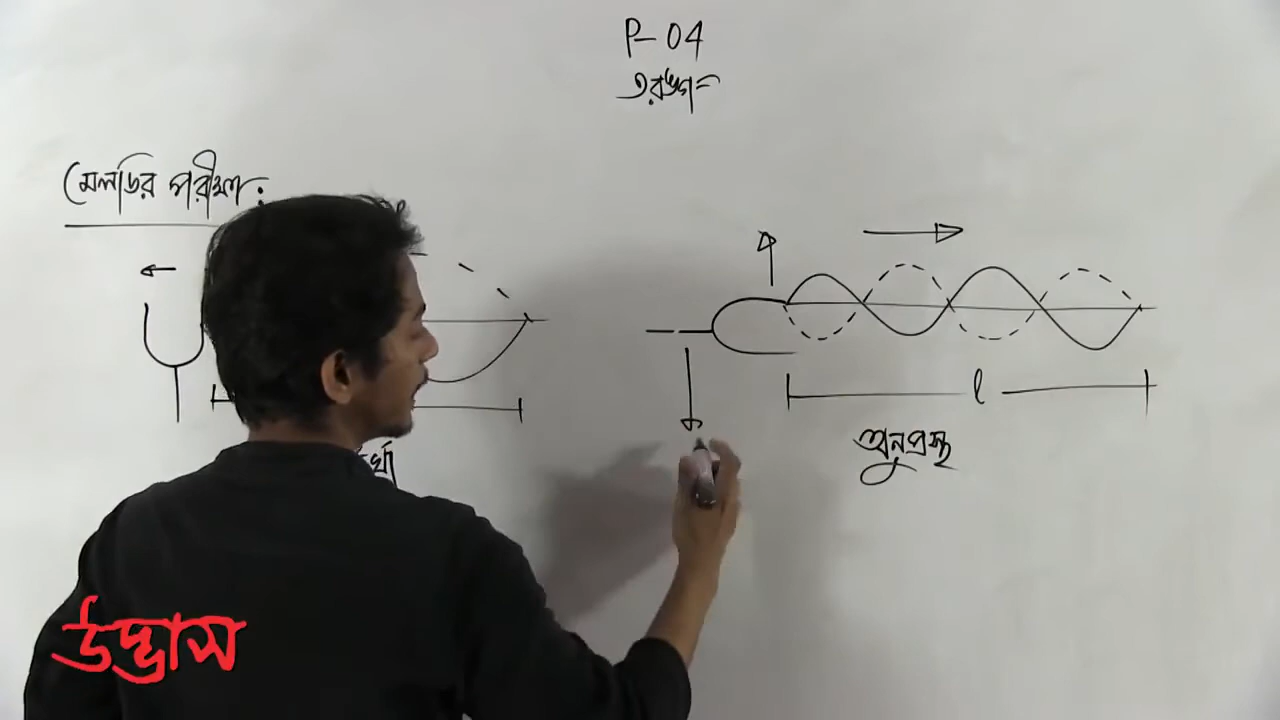 P-04
তরঙ্গ
মেলডির পরীক্ষা:
l
অনুপ্রস্থ
উদ্ভাস